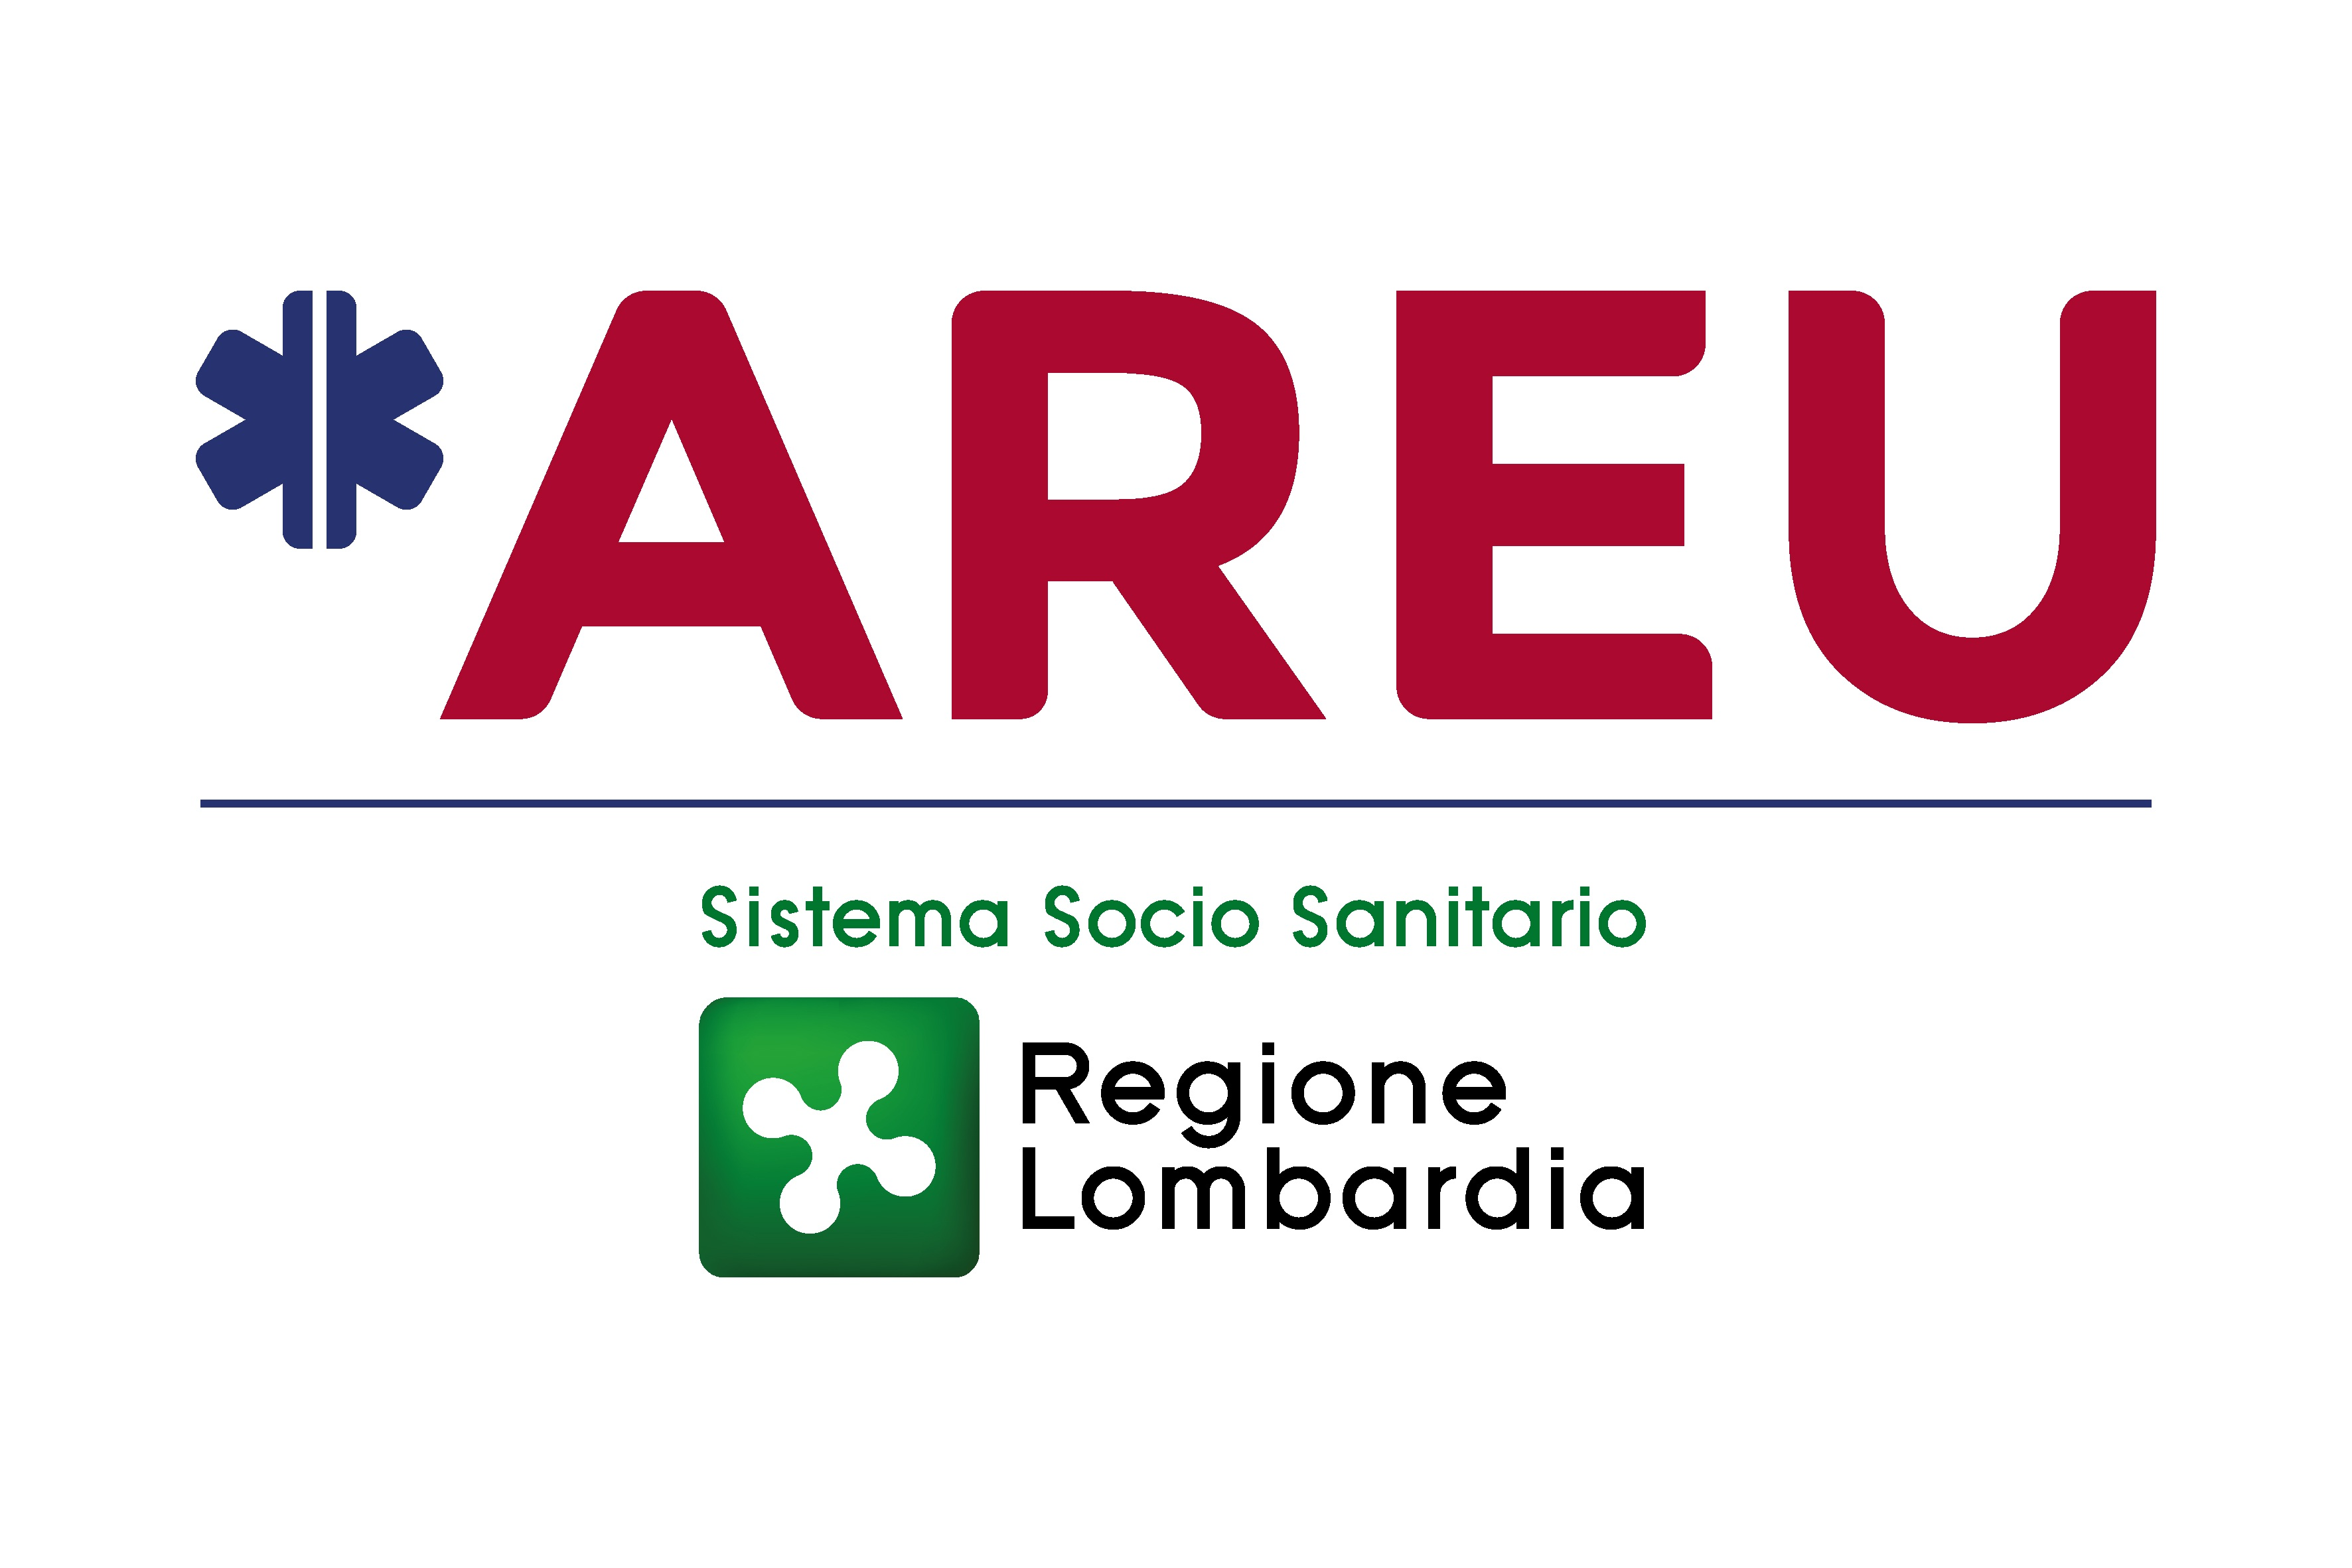 AREU
Sistema Socio Sanitario
Regione
Lombardia